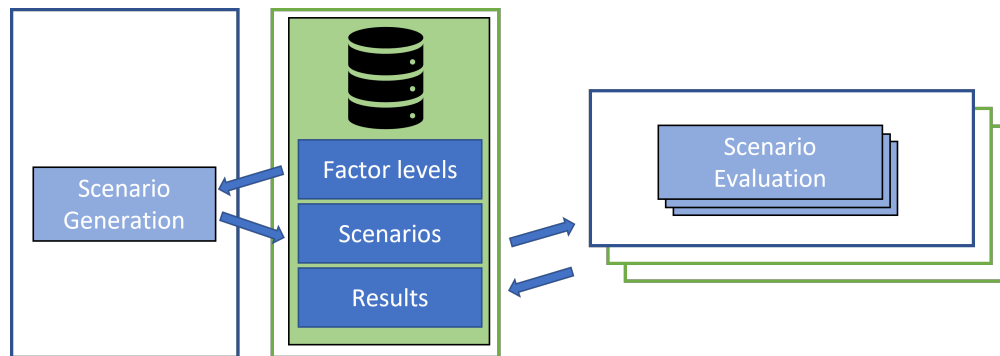 Scenario
Generation
Factor levels
Scenarios
Results
Scenario
Evaluation